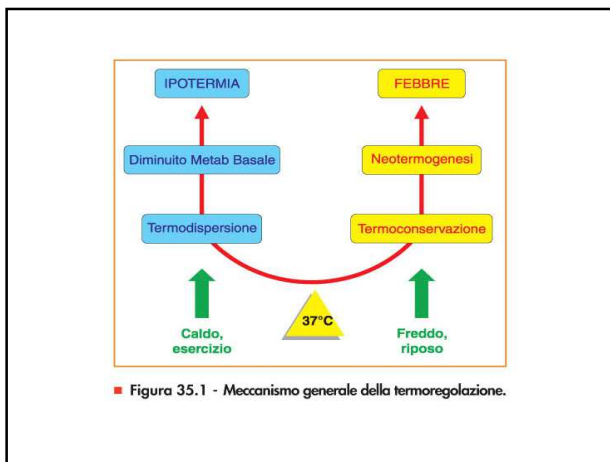 IPOTERMIA
FEBBRE
Diminuito Metab Basale
Neotermogenesi
Termodispersione
Termoconservazione
37°C
Caldo,
esercizio
Freddo,
riposo
Figura 35.1 - Meccanismo generale della termoregolazione.